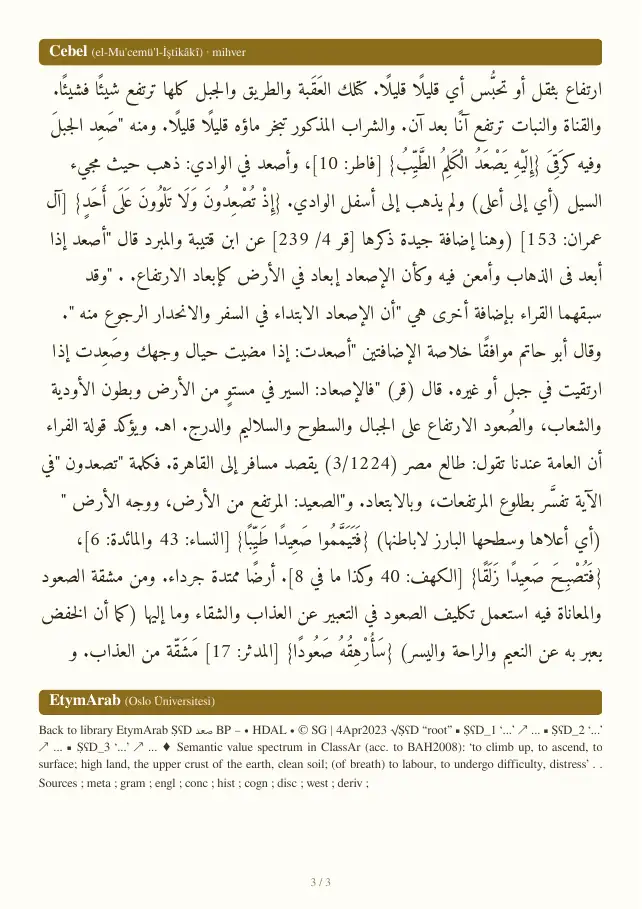 Cebel (el-Mu'cemü'l-İştikâkî) · mihver
ارتفاع بثقل أو تحبُّس أي قليلًا قليلًا. كتلك العَقَبة والطريق والجبل كلها ترتفع شيئًا فشيئًا.
والقناة والنبات ترتفع آنًا بعد آن. والشراب المذكور تبخر ماؤه قليلًا قليلًا. ومنه "صَعِد الجبلَ
وفيه كرَقِىَ {إِلَيْهِ يَصْعَدُ الْكَلِمُ الطَّيِّبُ} [فاطر: 10]، وأصعد في الوادي: ذهب حيث مجيء
السيل (أي إلى أعلى) ولم يذهب إلى أسفل الوادي. {إِذْ تُصْعِدُونَ وَلَا تَلْوُونَ عَلَى أَحَدٍ} [آل
عمران: 153] (وهنا إضافة جيدة ذكرها [قر 4/ 239] عن ابن قتيبة والمبرد قال "أصعد إذا
أبعد فى الذهاب وأمعن فيه وكأن الإصعاد إبعاد في الأرض كإبعاد الارتفاع. . "وقد
سبقهما القراء بإضافة أخرى هي "أن الإصعاد الابتداء في السفر والانحدار الرجوع منه ".
وقال أبو حاتم موافقًا خلاصة الإضافتين "أصعدت: إذا مضيت حيال وجهك وصَعِدت إذا
ارتقيت في جبل أو غيره. قال (قر) "فالإصعاد: السير في مستوٍ من الأرض وبطون الأودية
والشعاب، والصُعود الارتفاع على الجبال والسطوح والسلاليم والدرج. اهـ. ويؤكد قولة الفراء
أن العامة عندنا تقول: طالع مصر (3/1224) يقصد مسافر إلى القاهرة. فكلمة "تصعدون "في
الآية تفسَّر بطلوع المرتفعات، وبالابتعاد. و"الصعيد: المرتفع من الأرض، ووجه الأرض "
(أي أعلاها وسطحها البارز لاباطنها) {فَتَيَمَّمُوا صَعِيدًا طَيِّبًا} [النساء: 43 والمائدة: 6]،
{فَتُصْبِحَ صَعِيدًا زَلَقًا} [الكهف: 40 وكذا ما في 8]. أرضًا ممتدة جرداء. ومن مشقة الصعود
والمعاناة فيه استعمل تكليف الصعود في التعبير عن العذاب والشقاء وما إليها (كما أن الخفض
يعبر به عن النعيم والراحة واليسر) {سَأُرْهِقُهُ صَعُودًا} [المدثر: 17] مَشَقّة من العذاب. و
EtymArab (Oslo Üniversitesi)
Back to library EtymArab ṢʕD صعد BP – • HDAL • © SG | 4Apr2023 √ṢʕD “root” ▪ ṢʕD_1 ‘...’ ↗ ... ▪ ṢʕD_2 ‘...’
↗ ... ▪ ṢʕD_3 ‘...’ ↗ ... ♦ Semantic value spectrum in ClassAr (acc. to BAH2008): ‘to climb up, to ascend, to
surface; high land, the upper crust of the earth, clean soil; (of breath) to labour, to undergo difficulty, distress’ . .
Sources ; meta ; gram ; engl ; conc ; hist ; cogn ; disc ; west ; deriv ;
3 / 3